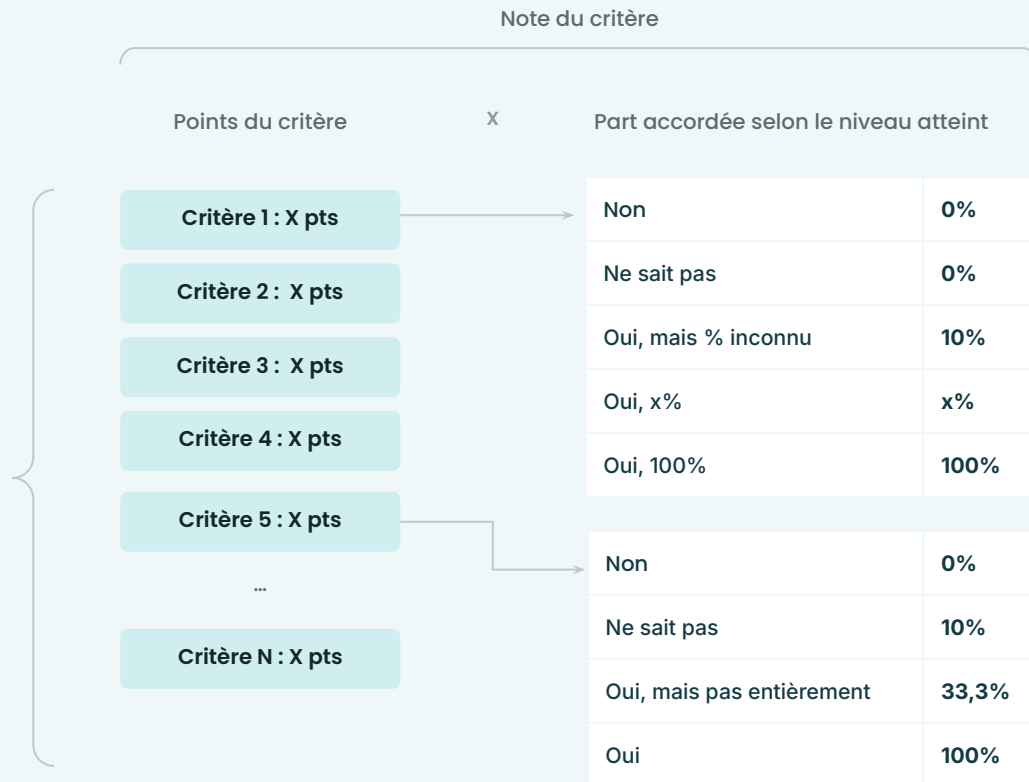 Note du critère
Points du critère
X
Part accordée selon le niveau atteint
Critère 1 : X pts
Critère 2 : X pts
Critère 3 : X pts
Critère 4 : X pts
Critère 5 : X pts
...
Critère N : X pts
Non 0%
Ne sait pas 0%
Oui, mais % inconnu 10%
Oui, x% x%
Oui, 100% 100%
Non 0%
Ne sait pas 10%
Oui, mais pas entièrement 33,3%
Oui 100%